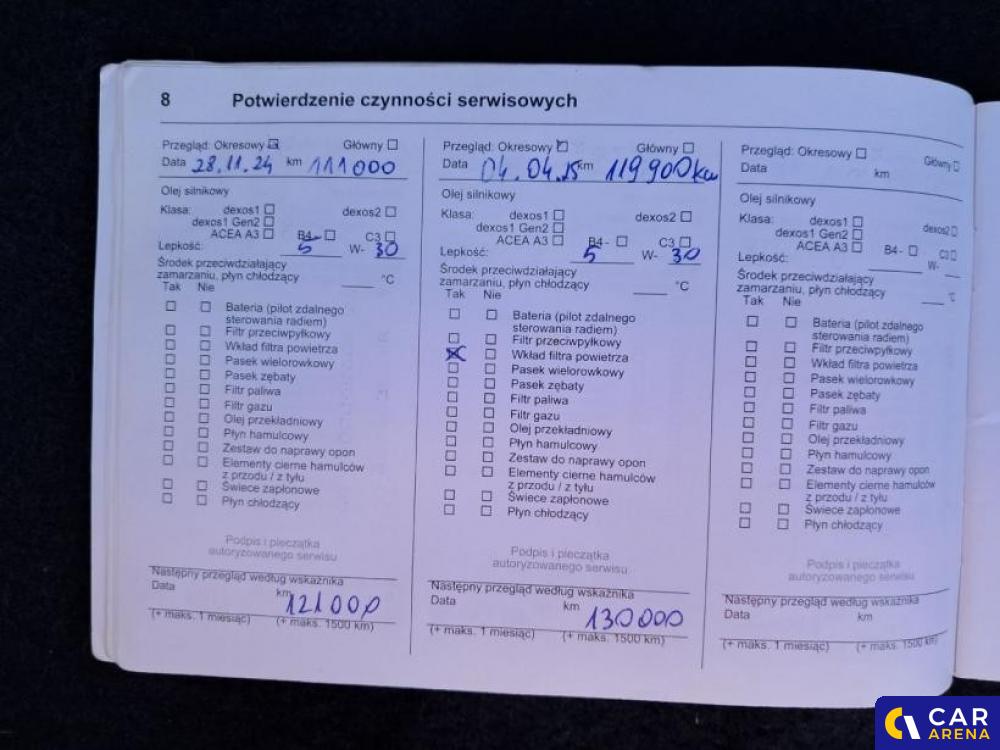 8 Potwierdzenie czynności serwisowych
Przegląd: Okresowy ☒ Główny ☐
Data 28.11.24 km 111000
Olej silnikowy
Klasa: dexos1 ☐ dexos2 ☐
dexos1 Gen2 ☐
ACEA A3 ☐ B4- ☐ C3 ☐
Lepkość: 5 W- 30
Środek przeciwdziałający
zamarzaniu, płyn chłodzący ____ °C
Tak Nie
☐ ☐ Bateria (pilot zdalnego
sterowania radiem)
☐ ☐ Filtr przeciwpyłkowy
☐ ☐ Wkład filtra powietrza
☐ ☐ Pasek wielorowkowy
☐ ☐ Pasek zębaty
☐ ☐ Filtr paliwa
☐ ☐ Filtr gazu
☐ ☐ Olej przekładniowy
☐ ☐ Płyn hamulcowy
☐ ☐ Zestaw do naprawy opon
☐ ☐ Elementy cierne hamulców
z przodu / z tyłu
☐ ☐ Świece zapłonowe
☐ ☐ Płyn chłodzący
Podpis i pieczątka
autoryzowanego serwisu
Następny przegląd według wskaźnika
Data km 121000
(+ maks. 1 miesiąc) (+ maks. 1500 km)
Przegląd: Okresowy ☑ Główny ☐
Data 04.04.25 km 119900km
Olej silnikowy
Klasa: dexos1 ☐ dexos2 ☐
dexos1 Gen2 ☐
ACEA A3 ☐ B4- ☐ C3 ☐
Lepkość: 5 W- 30
Środek przeciwdziałający
zamarzaniu, płyn chłodzący ____ °C
Tak Nie
☐ ☐ Bateria (pilot zdalnego
sterowania radiem)
☐ ☐ Filtr przeciwpyłkowy
☒ ☐ Wkład filtra powietrza
☐ ☐ Pasek wielorowkowy
☐ ☐ Pasek zębaty
☐ ☐ Filtr paliwa
☐ ☐ Filtr gazu
☐ ☐ Olej przekładniowy
☐ ☐ Płyn hamulcowy
☐ ☐ Zestaw do naprawy opon
☐ ☐ Elementy cierne hamulców
z przodu / z tyłu
☐ ☐ Świece zapłonowe
☐ ☐ Płyn chłodzący
Podpis i pieczątka
autoryzowanego serwisu
Następny przegląd według wskaźnika
Data km 130000
(+ maks. 1 miesiąc) (+ maks. 1500 km)
Przegląd: Okresowy ☐ Główny ☐
Data km
Olej silnikowy
Klasa: dexos1 ☐ dexos2 ☐
dexos1 Gen2 ☐
ACEA A3 ☐ B4- ☐ C3 ☐
Lepkość: ____ W- __
Środek przeciwdziałający
zamarzaniu, płyn chłodzący ___ °C
Tak Nie
☐ ☐ Bateria (pilot zdalnego
sterowania radiem)
☐ ☐ Filtr przeciwpyłkowy
☐ ☐ Wkład filtra powietrza
☐ ☐ Pasek wielorowkowy
☐ ☐ Pasek zębaty
☐ ☐ Filtr paliwa
☐ ☐ Filtr gazu
☐ ☐ Olej przekładniowy
☐ ☐ Płyn hamulcowy
☐ ☐ Zestaw do naprawy opon
☐ ☐ Elementy cierne hamulców
z przodu / z tyłu
☐ ☐ Świece zapłonowe
☐ ☐ Płyn chłodzący
Podpis i pieczątka
autoryzowanego serwisu
Następny przegląd według wskaźnika
Data km
(+ maks. 1 miesiąc) (+ maks. 1500 km)
CAR
ARENA